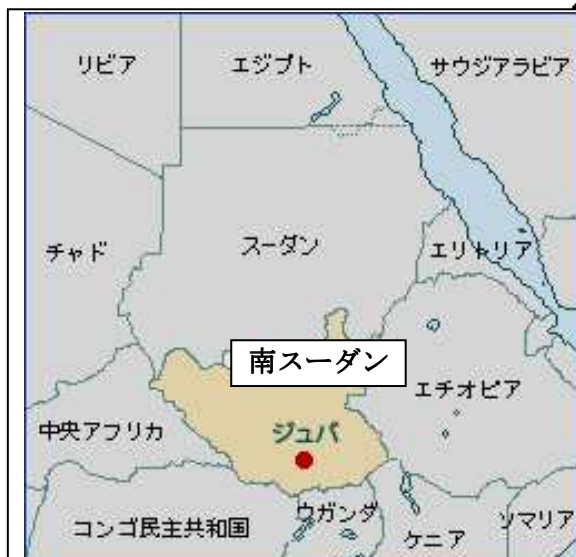 リビア
エジプト
サウジアラビア
チャド
スーダン
エリトリア
南スーダン
エチオピア
中央アフリカ
ジュバ
ウガンダ
ソマリア
コンゴ民主共和国
ケニア